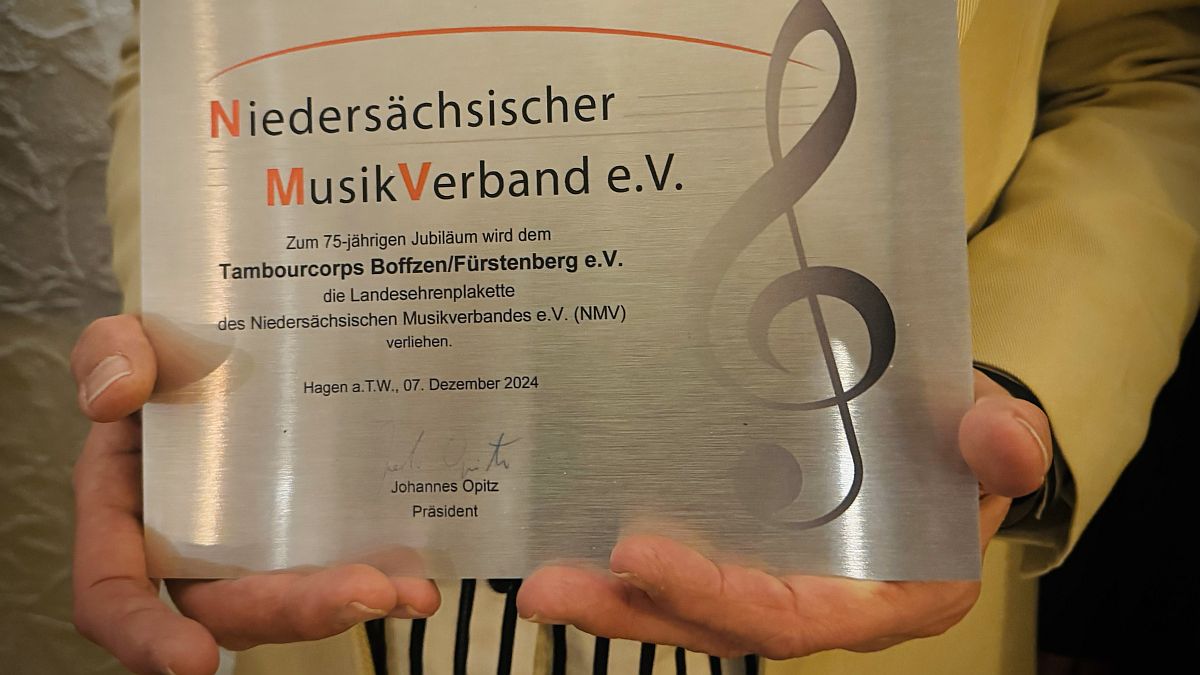 Niedersächsischer
MusikVerband e.V.
Zum 75-jährigen Jubiläum wird dem
Tambourcorps Boffzen/Fürstenberg e.V.
die Landesehrenplakette
des Niedersächsischen Musikverbandes e.V. (NMV)
verliehen.
Hagen a.T.W., 07. Dezember 2024
Johannes Opitz
Präsident